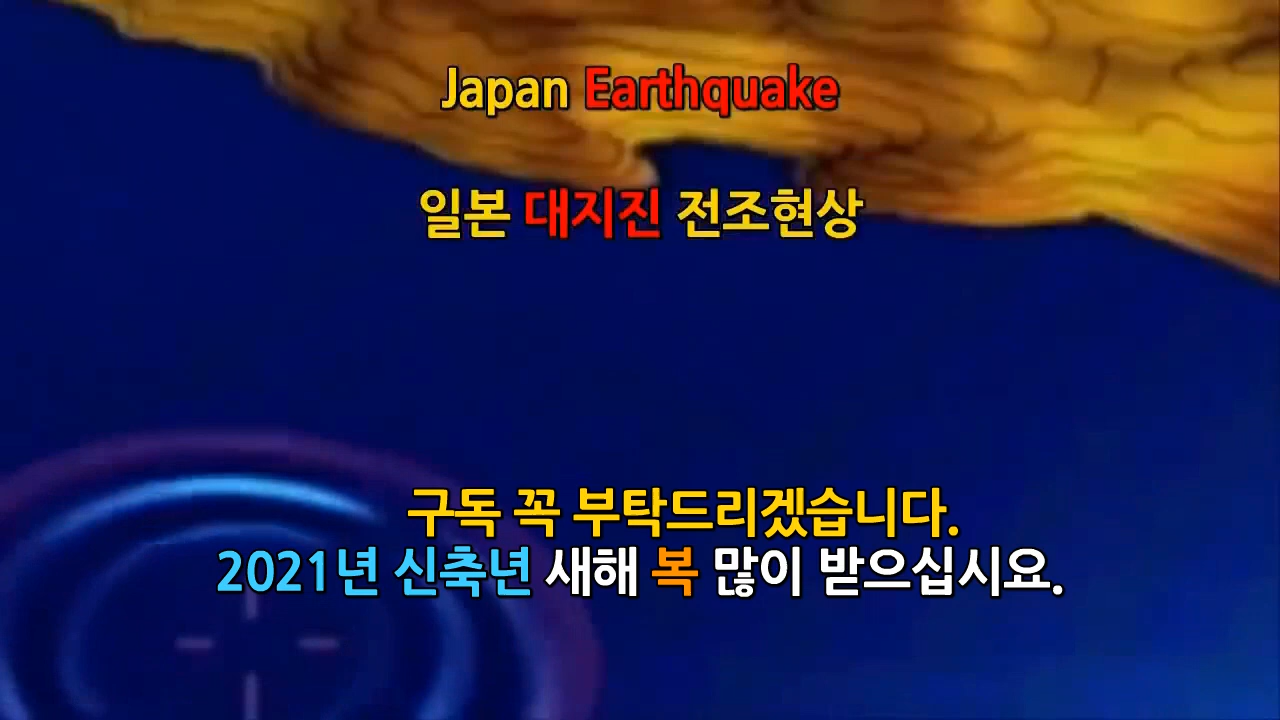 Japan Earthquake
일본 대지진 전조현상
구독 꼭 부탁드리겠습니다.
2021년 신축년 새해 복 많이 받으십시요.